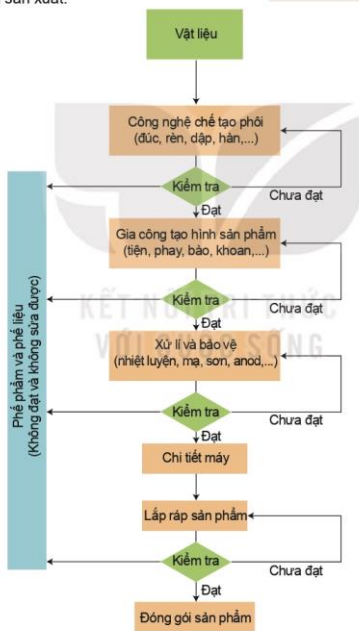 sản xuất.
Vật liệu
Công nghệ chế tạo phôi
(đúc, rèn, dập, hàn,...)
Kiểm tra
Chưa đạt
Đạt
Gia công tạo hình sản phẩm
(tiện, phay, bào, khoan,...)
Kiểm tra
Chưa đạt
Đạt
KẾT NỐI TRI THỨC
VỚI CUỘC SỐNG
Xử lí và bảo vệ
(nhiệt luyện, mạ, sơn, anod,...)
Kiểm tra
Chưa đạt
Đạt
Chi tiết máy
Lắp ráp sản phẩm
Kiểm tra
Chưa đạt
Đạt
Đóng gói sản phẩm
Phế phẩm và phế liệu
(Không đạt và không sửa được)